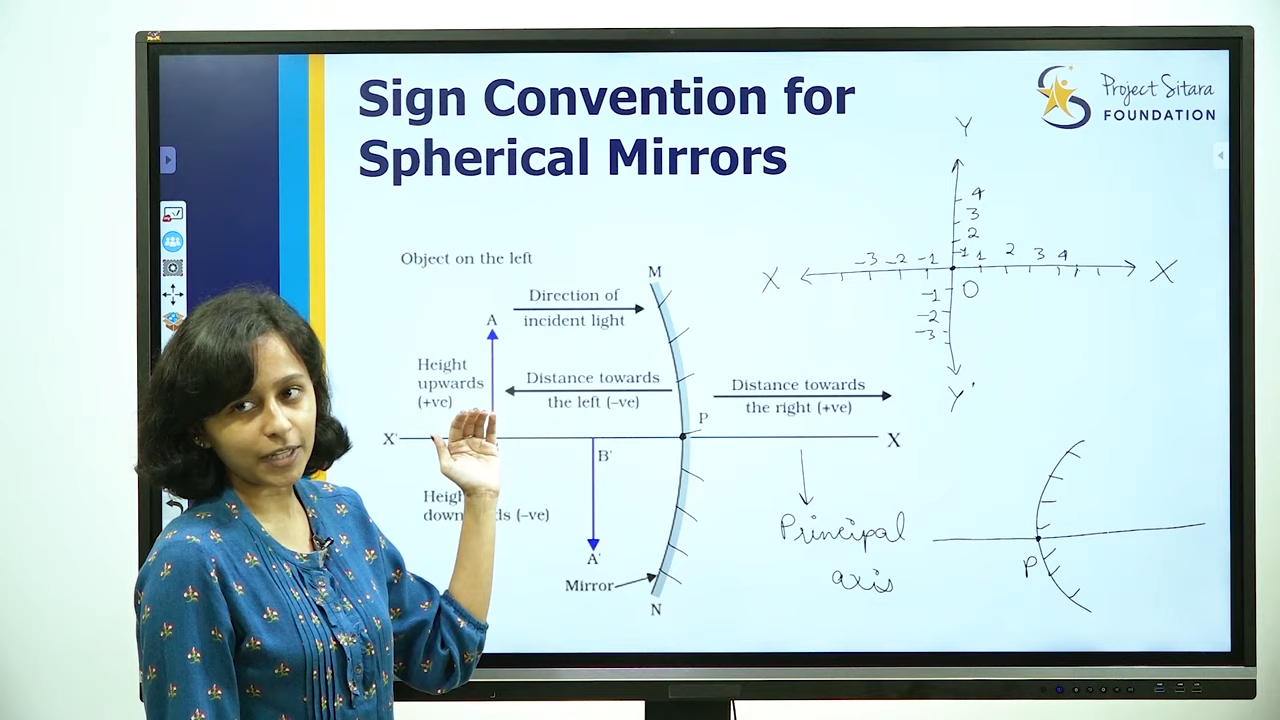 Sign Convention for
Spherical Mirrors
Project Sitara
FOUNDATION
Object on the left
M
Direction of
incident light
A
Height
upwards
(+ve)
Distance towards
the left (–ve)
Distance towards
the right (+ve)
P
X'
X
B'
downwards (–ve)
A'
Mirror
N
Principal
axis
Y
4
3
2
1
-3 -2 -1 1 2 3 4
X
X
O
-1
-2
-3
Y'
P